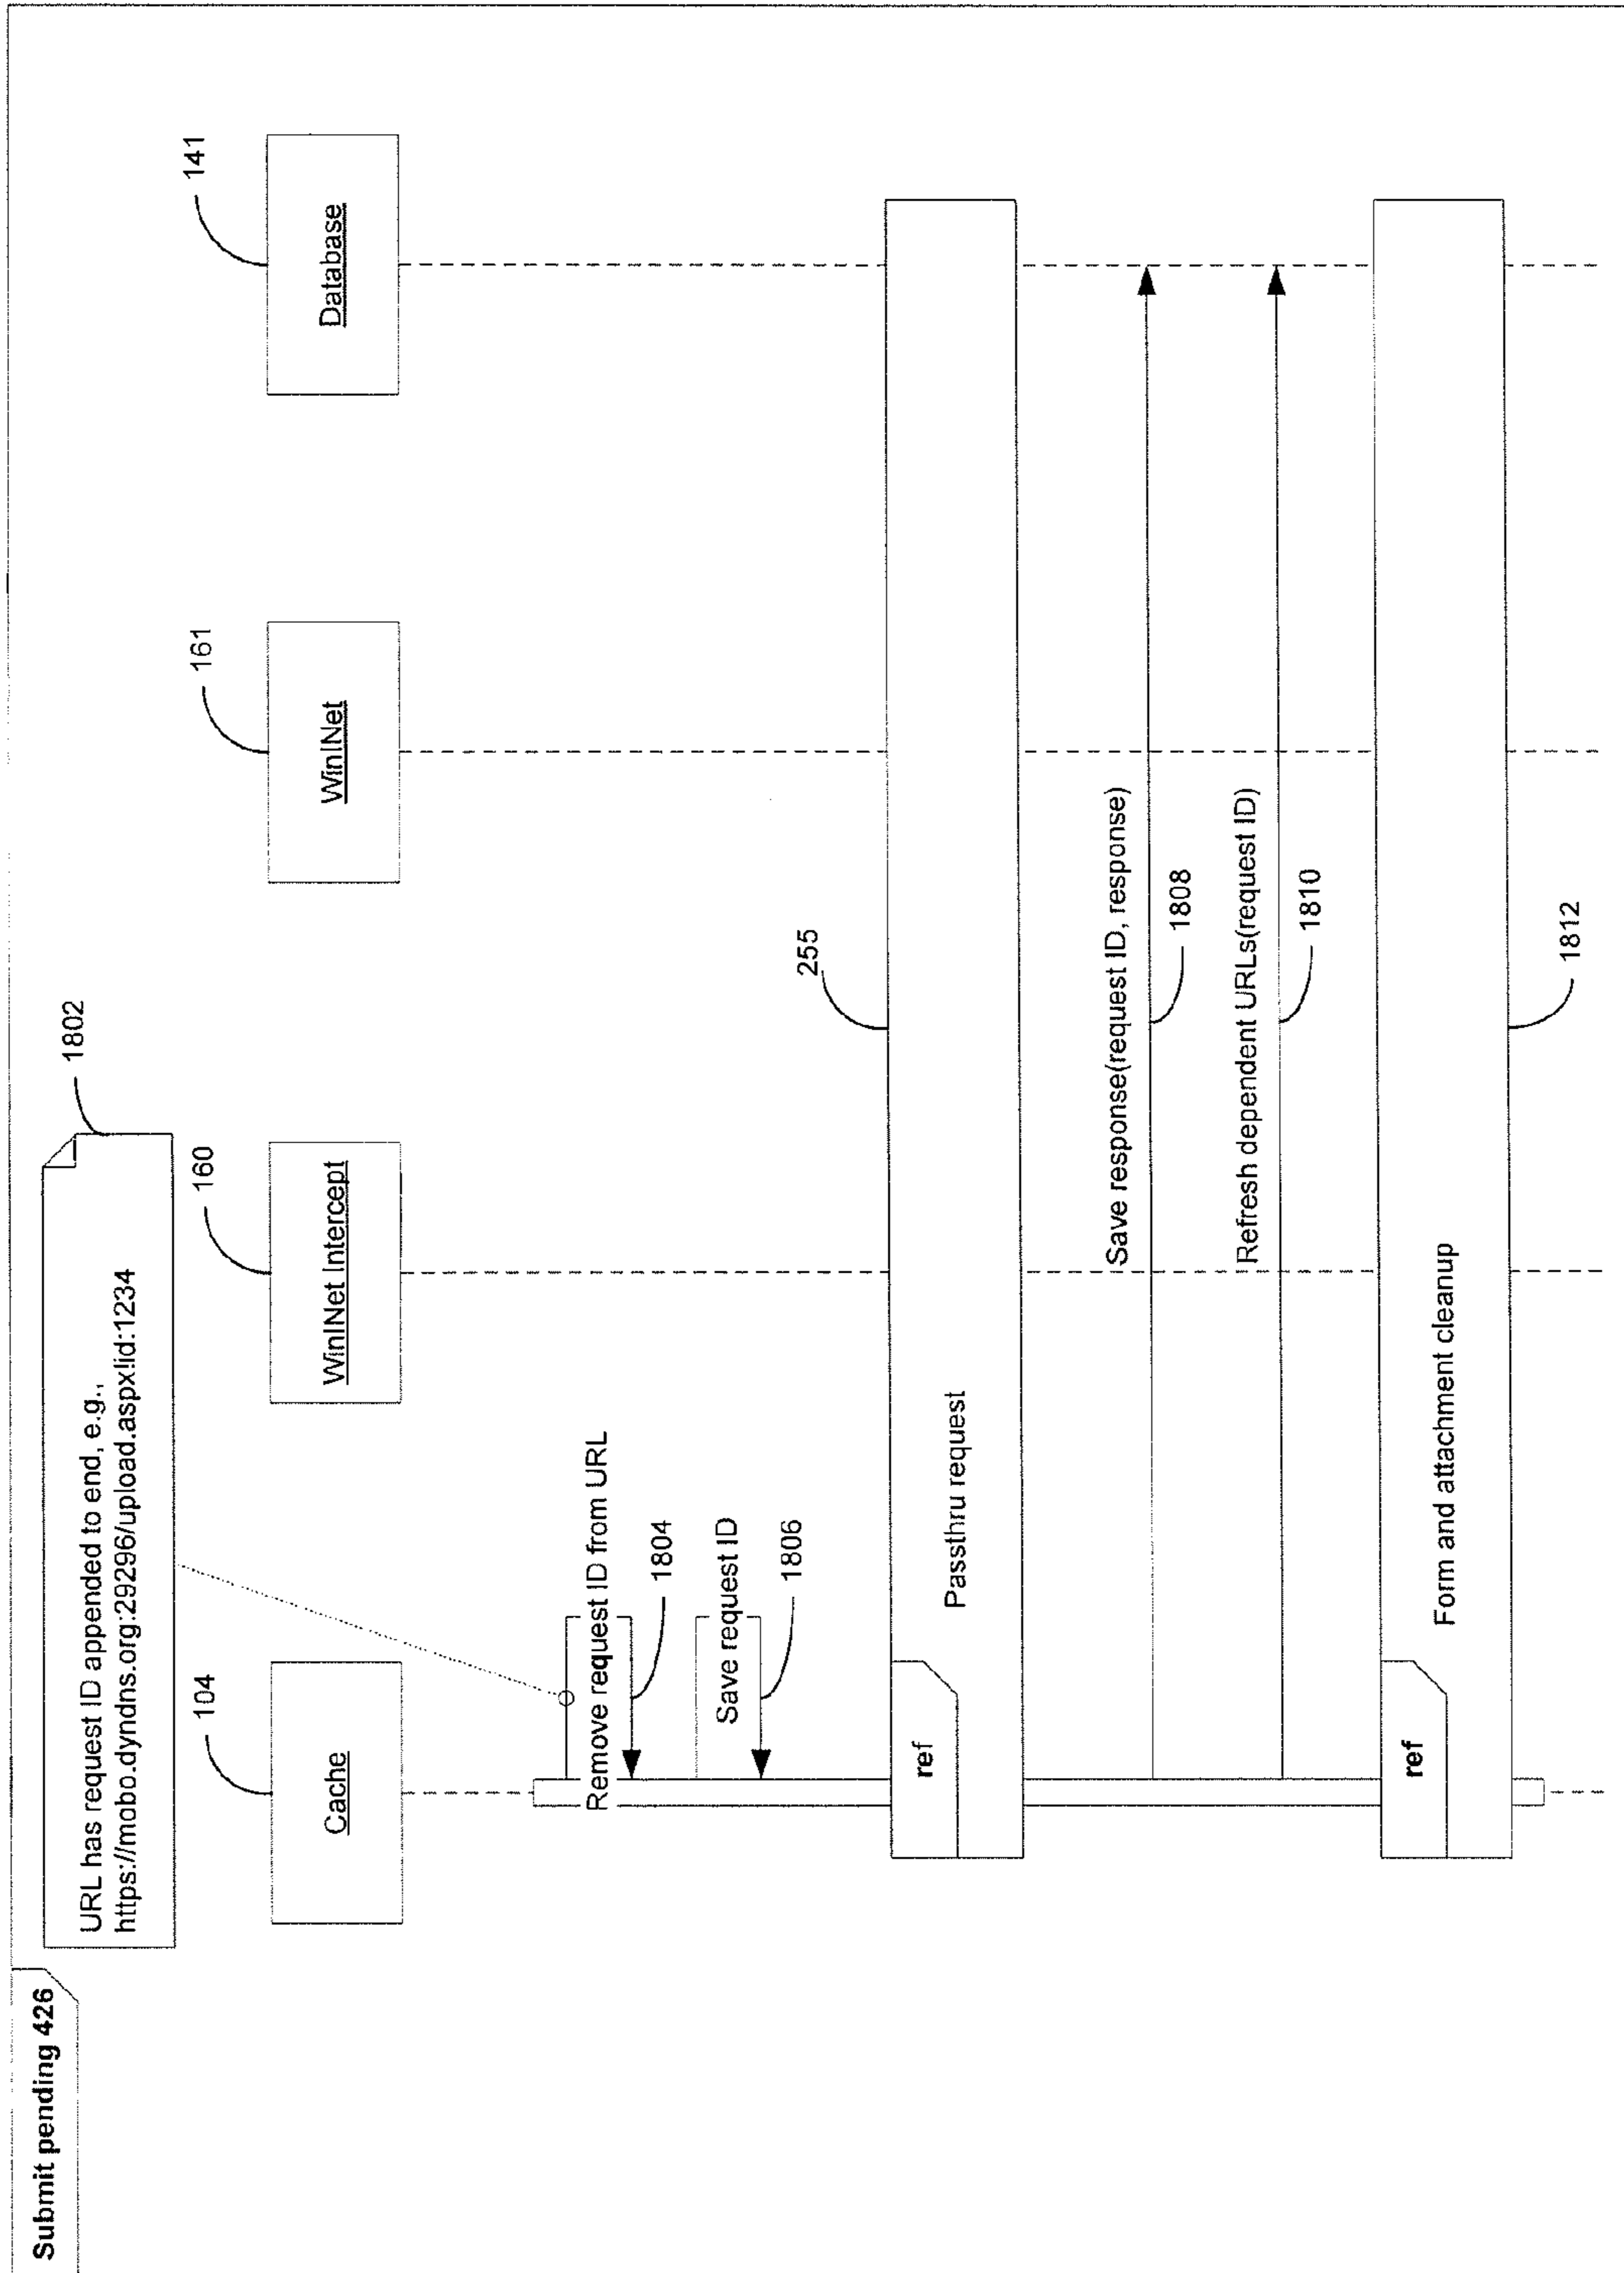 Submit pending 426
URL has request ID appended to end, e.g.,
https://mobo.dyndns.org:29296/upload.aspx!id:1234
1802
104
160
161
141
Cache
WinINet Intercept
WinINet
Database
Remove request ID from URL
1804
Save request ID
1806
255
ref
Passthru request
Save response(request ID, response)
1808
Refresh dependent URLs(request ID)
1810
ref
Form and attachment cleanup
1812